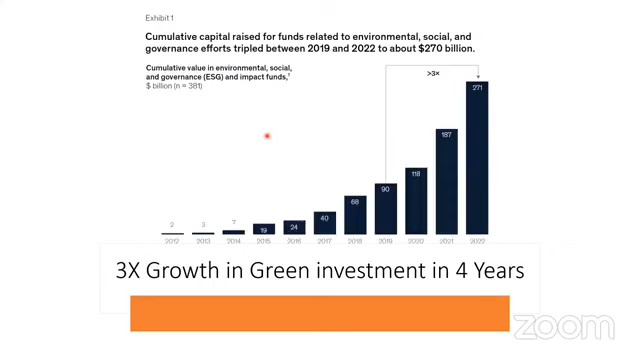 Exhibit 1
Cumulative capital raised for funds related to environmental, social, and
governance efforts tripled between 2019 and 2022 to about $270 billion.
Cumulative value in environmental, social,
and governance (ESG) and impact funds,¹
$ billion (n = 381)
>3×
271
187
118
90
68
40
24
19
7
3
2
2012 2013 2014 2015 2016 2017 2018 2019 2020 2021 2022
3X Growth in Green investment in 4 Years
zoom